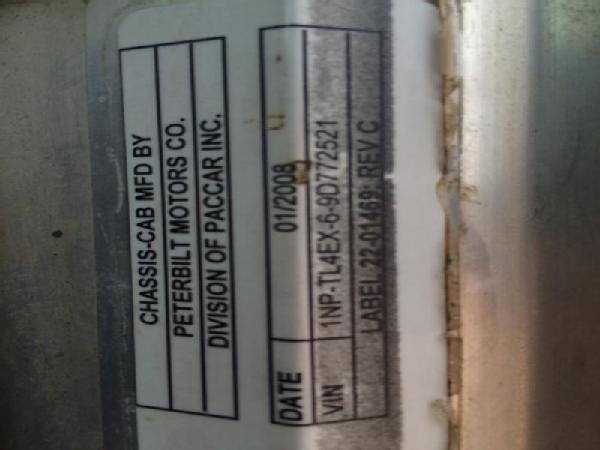 CHASSIS-CAB MFD BY
PETERBILT MOTORS CO.
DIVISION OF PACCAR INC.
DATE 01/2008
VIN 1NP-TL4EX-6-9D772521
LABEL 22-01469 REV C